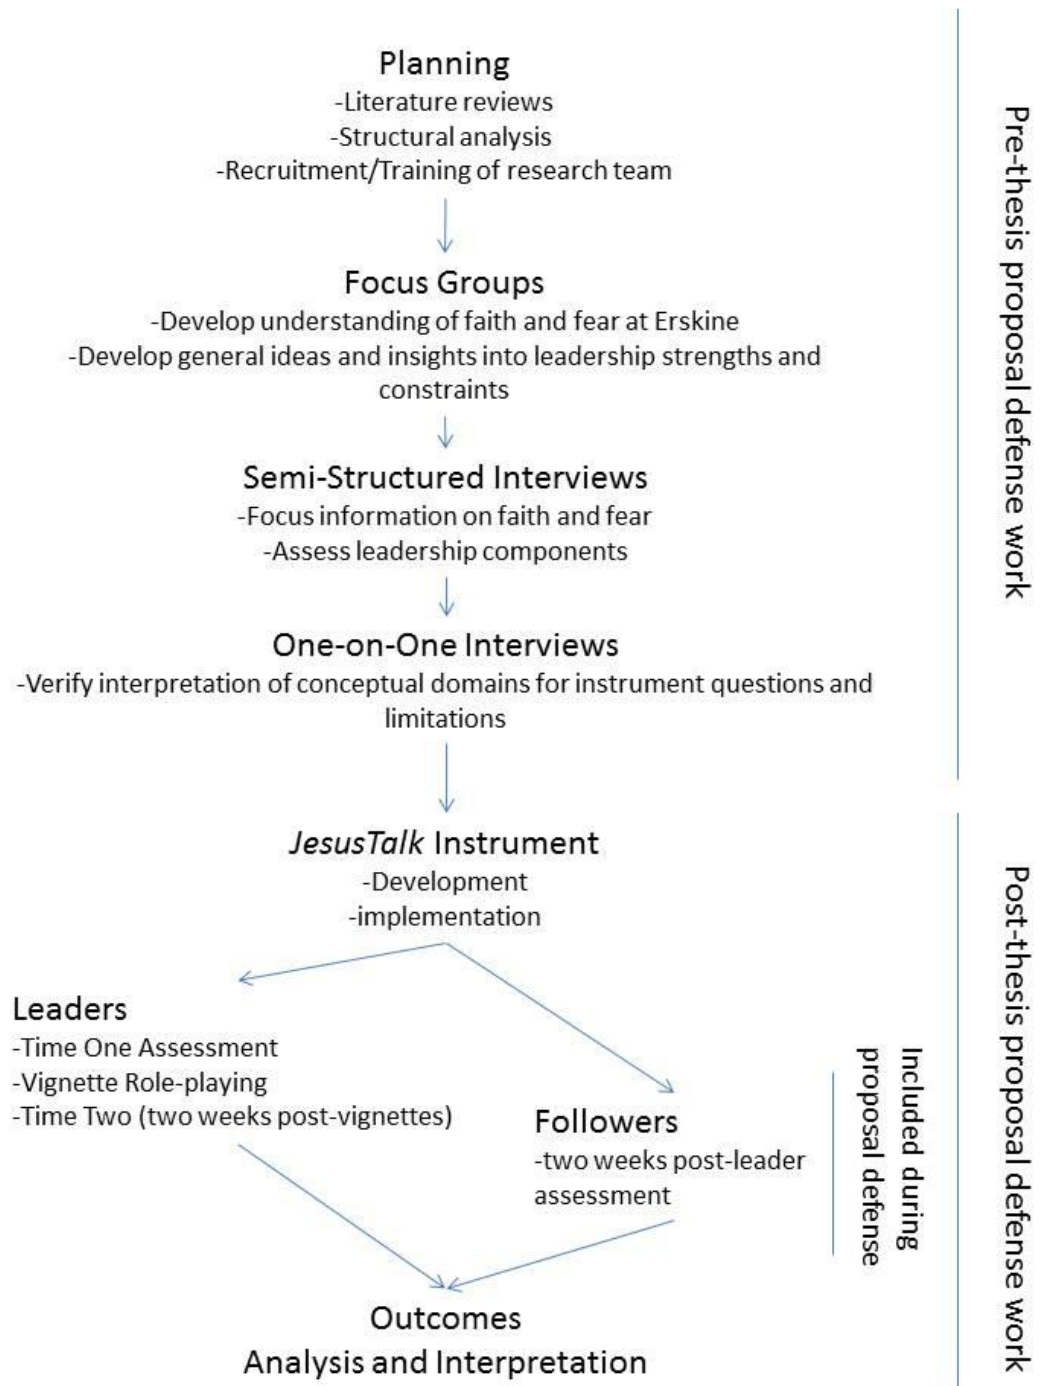 Planning
-Literature reviews
-Structural analysis
-Recruitment/Training of research team
Focus Groups
-Develop understanding of faith and fear at Erskine
-Develop general ideas and insights into leadership strengths and
constraints
Semi-Structured Interviews
-Focus information on faith and fear
-Assess leadership components
One-on-One Interviews
-Verify interpretation of conceptual domains for instrument questions and
limitations
Pre-thesis proposal defense work
JesusTalk Instrument
-Development
-implementation
Leaders
-Time One Assessment
-Vignette Role-playing
-Time Two (two weeks post-vignettes)
Followers
-two weeks post-leader
assessment
Included during
proposal defense
Outcomes
Analysis and Interpretation
Post-thesis proposal defense work